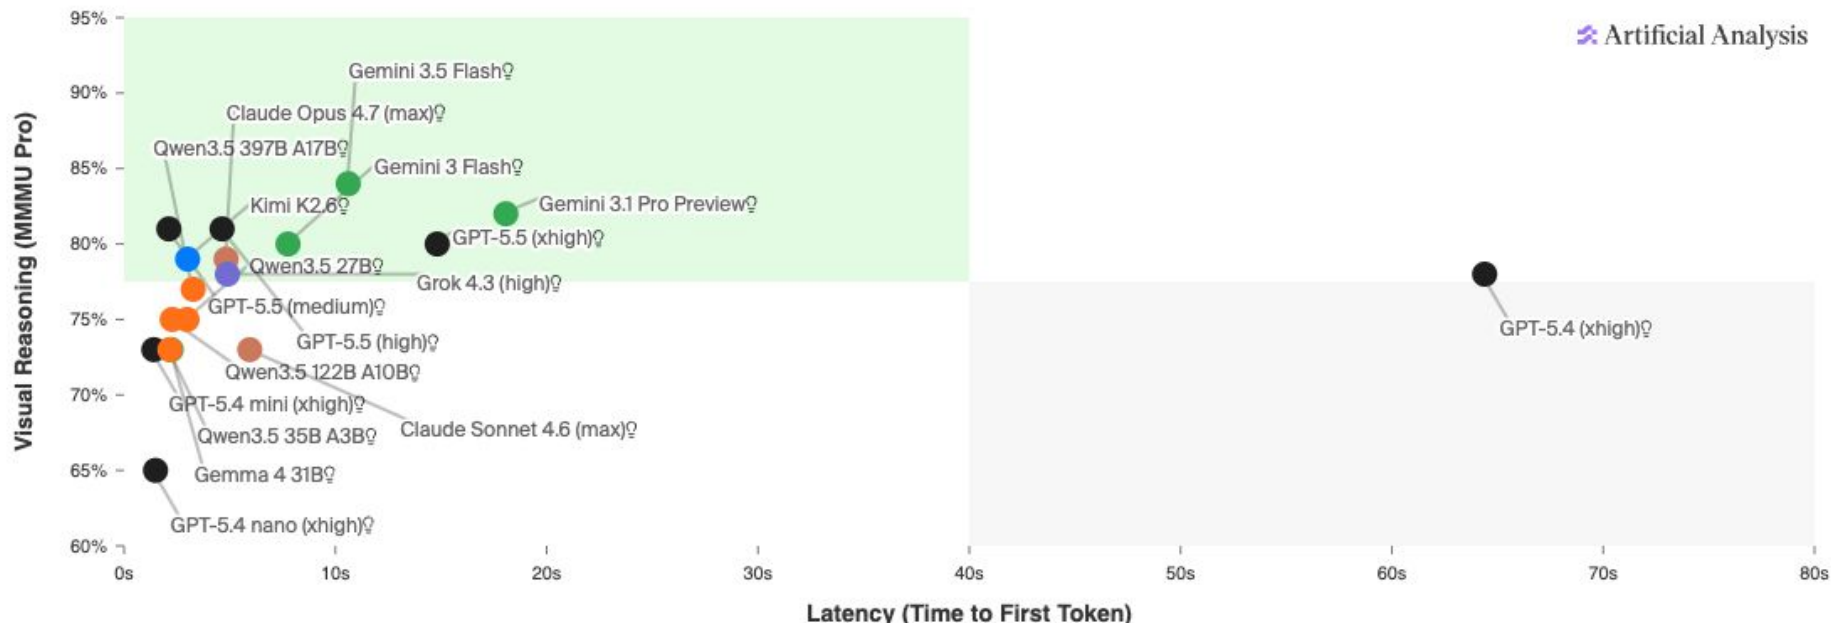 95%
Artificial Analysis
Gemini 3.5 Flash
90%
Claude Opus 4.7 (max)
Qwen3.5 397B A17B
85%
Gemini 3 Flash
Kimi K2.6
Gemini 3.1 Pro Preview
80%
GPT-5.5 (xhigh)
Qwen3.5 27B
Grok 4.3 (high)
GPT-5.5 (medium)
75%
GPT-5.4 (xhigh)
GPT-5.5 (high)
Qwen3.5 122B A10B
70%
GPT-5.4 mini (xhigh)
Claude Sonnet 4.6 (max)
Qwen3.5 35B A3B
65%
Gemma 4 31B
GPT-5.4 nano (xhigh)
60%
Visual Reasoning (MMMU Pro)
0s 10s 20s 30s 40s 50s 60s 70s 80s
Latency (Time to First Token)